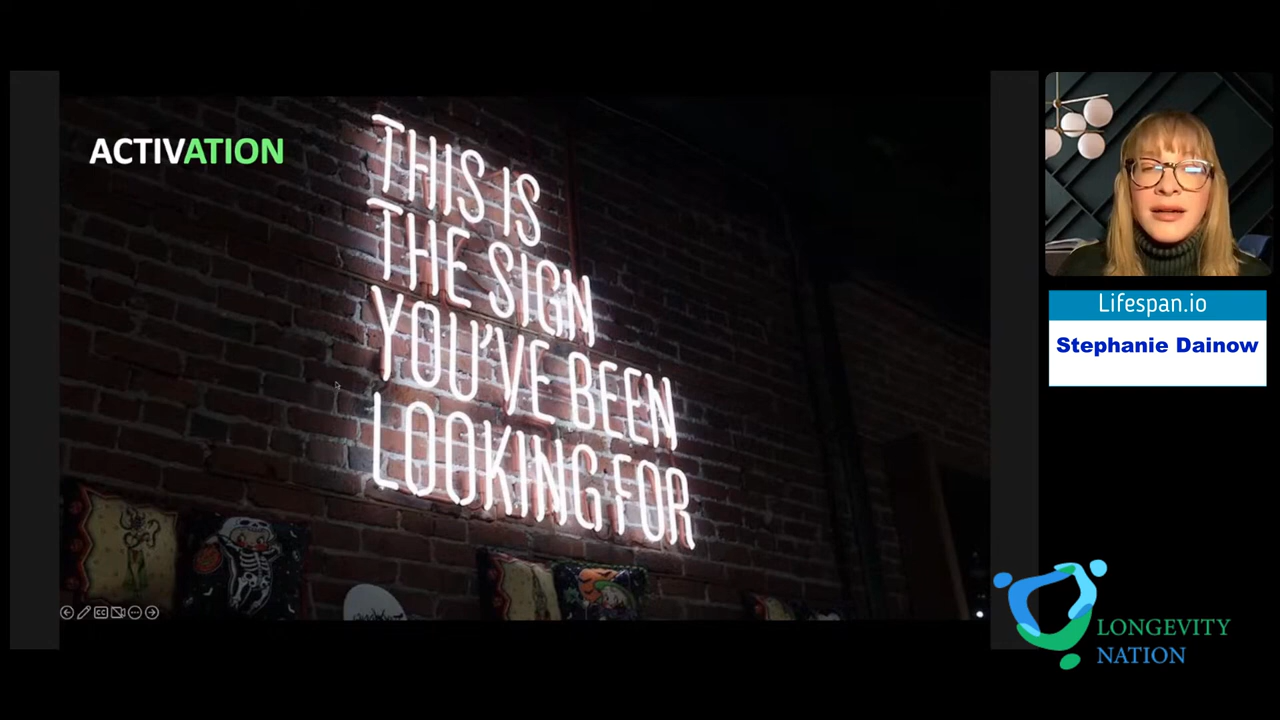 ACTIVATION
THIS IS
THE SIGN
YOU'VE BEEN
LOOKING FOR
Lifespan.io
Stephanie Dainow
LONGEVITY
NATION